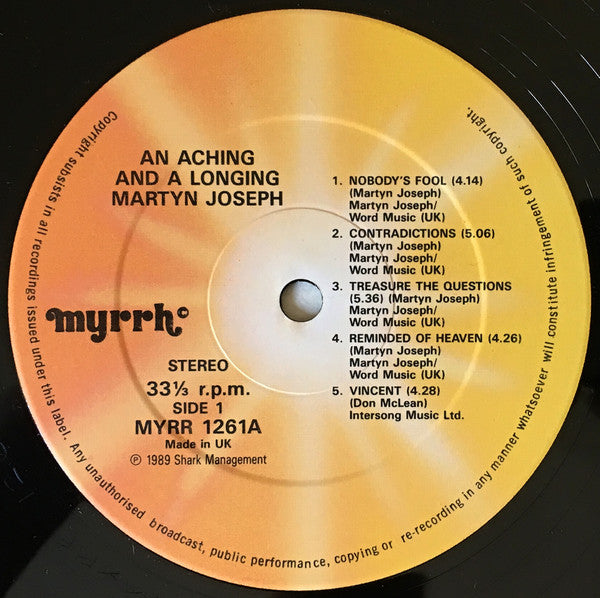 AN ACHING
AND A LONGING
MARTYN JOSEPH
myrrh©
STEREO
33⅓ r.p.m.
SIDE 1
MYRR 1261A
Made in UK
℗ 1989 Shark Management
1. NOBODY'S FOOL (4.14)
(Martyn Joseph)
Martyn Joseph/
Word Music (UK)
2. CONTRADICTIONS (5.06)
(Martyn Joseph)
Martyn Joseph/
Word Music (UK)
3. TREASURE THE QUESTIONS
(5.36) (Martyn Joseph)
Martyn Joseph/
Word Music (UK)
4. REMINDED OF HEAVEN (4.26)
(Martyn Joseph)
Martyn Joseph/
Word Music (UK)
5. VINCENT (4.28)
(Don McLean)
Intersong Music Ltd.
Copyright subsists in all recordings issued under this label. Any unauthorised broadcast, public performance, copying or re-recording in any manner whatsoever will constitute infringement of such copyright.